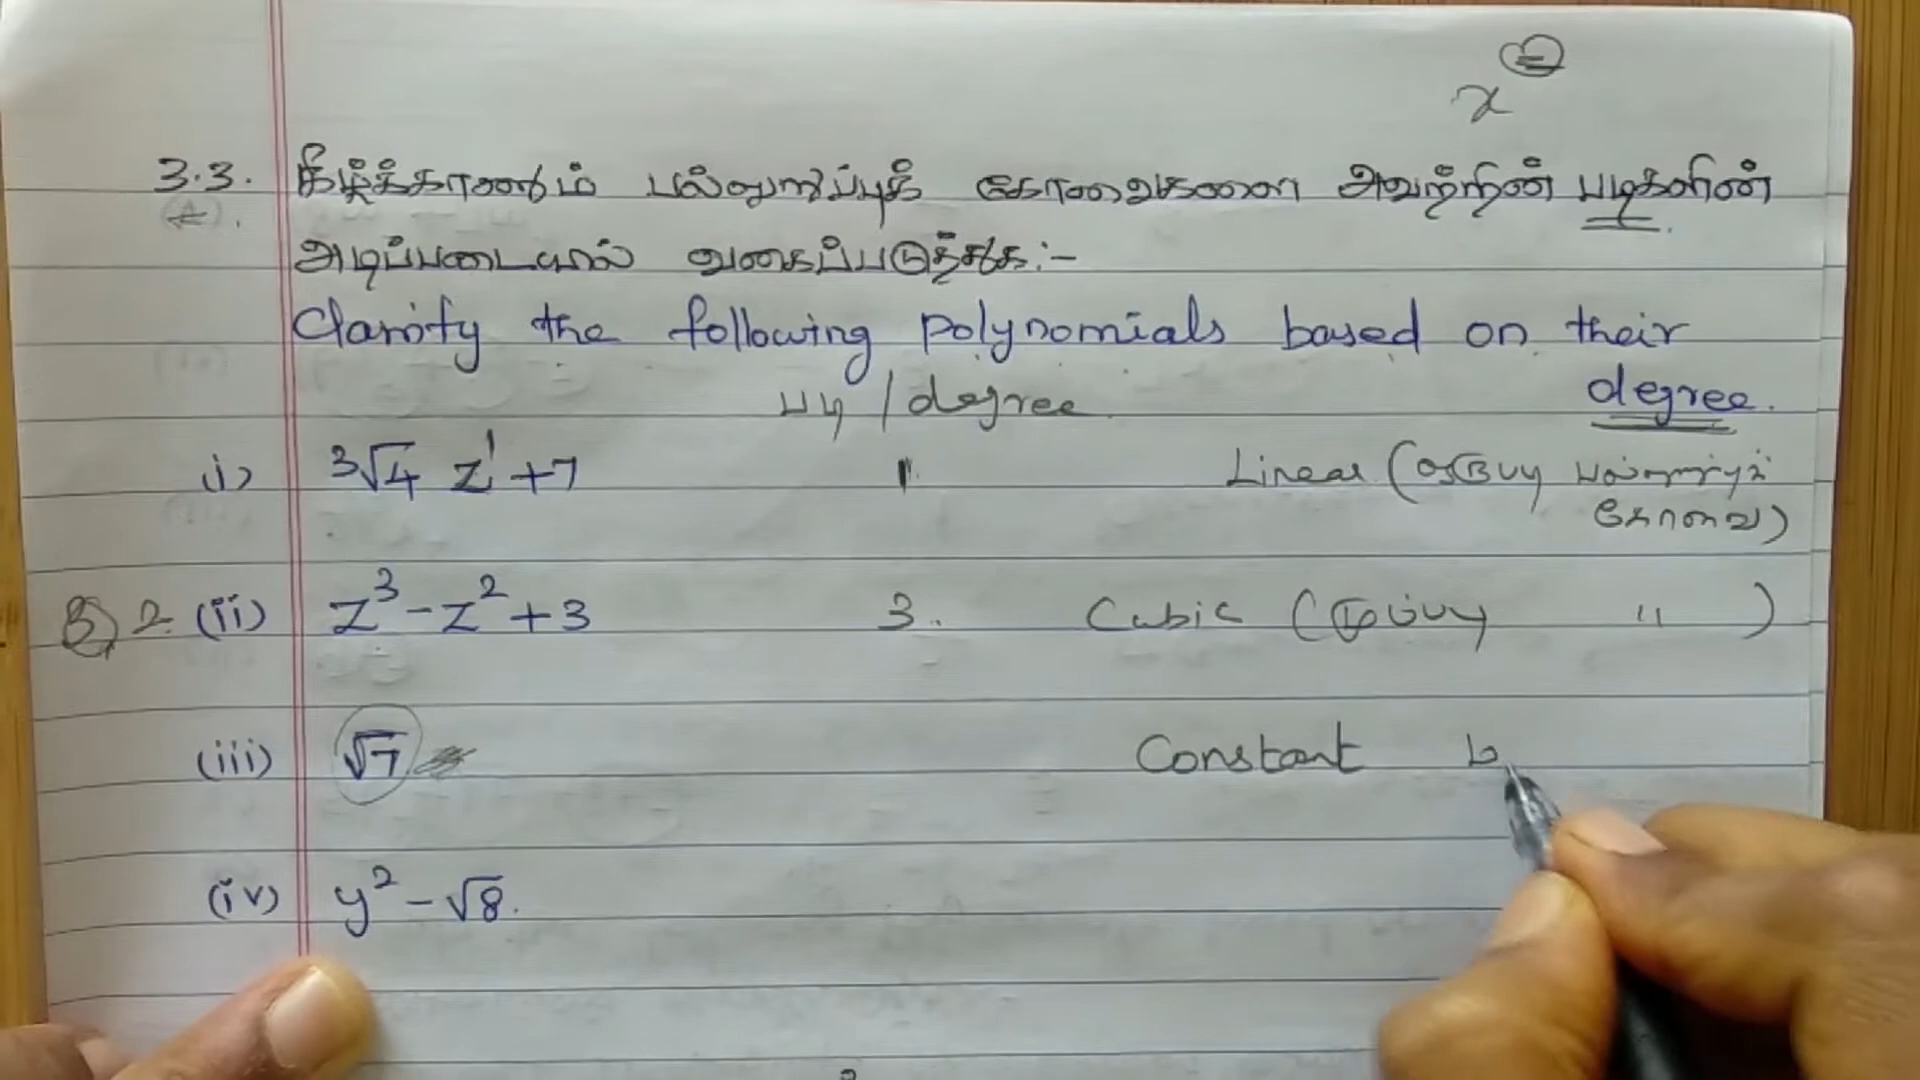 x
3.3. கீழ்க்காணும் பல்லுறுப்புக் கோவைகளை அவற்றின் படிகளின்
அடிப்படையில் வகைப்படுத்துக:-
Clarify the following polynomials based on their
degree.
படி / degree
(i) ³√4 z¹ + 7 1. Linear (ஒருபடி பல்லுறுப்புக்
கோவை)
2. (ii) z³ - z² + 3 3. Cubic (முப்படி " )
(iii) √7 Constant
(iv) y² - √8.